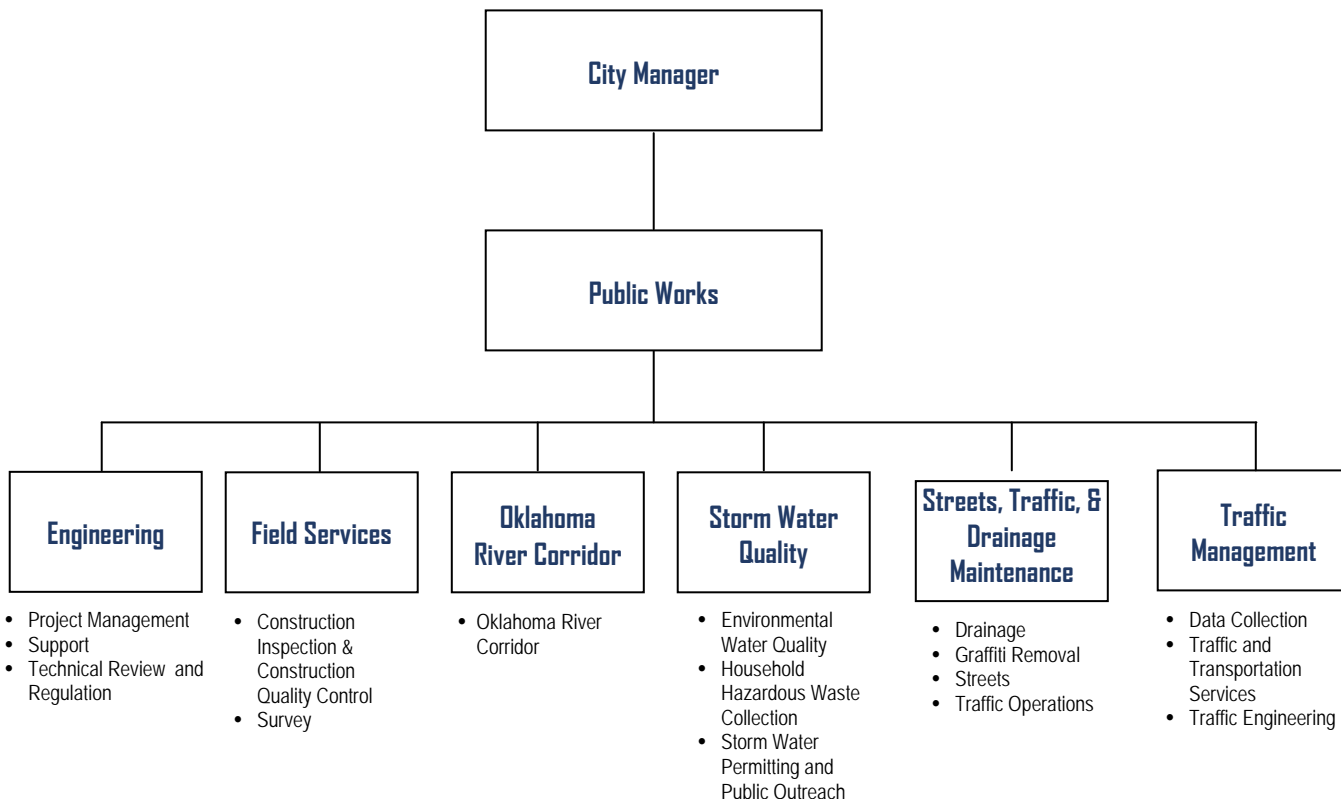 City Manager
Public Works
Engineering
• Project Management
• Support
• Technical Review and
Regulation
Field Services
• Construction
Inspection &
Construction
Quality Control
• Survey
Oklahoma
River Corridor
• Oklahoma River
Corridor
Storm Water
Quality
• Environmental
Water Quality
• Household
Hazardous Waste
Collection
• Storm Water
Permitting and
Public Outreach
Streets, Traffic, &
Drainage
Maintenance
• Drainage
• Graffiti Removal
• Streets
• Traffic Operations
Traffic
Management
• Data Collection
• Traffic and
Transportation
Services
• Traffic Engineering